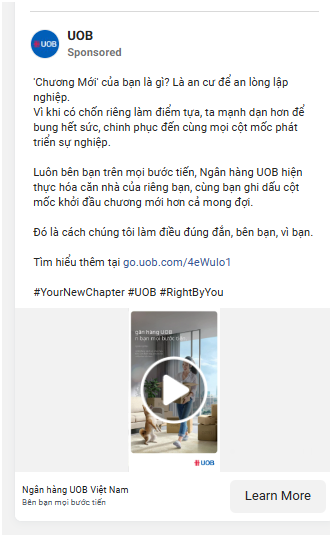 UOB
Sponsored
'Chương Mới' của bạn là gì? Là an cư để an lòng lập
nghiệp.
Vì khi có chốn riêng làm điểm tựa, ta mạnh dạn hơn để
bung hết sức, chinh phục đến cùng mọi cột mốc phát
triển sự nghiệp.
Luôn bên bạn trên mọi bước tiến, Ngân hàng UOB hiện
thực hóa căn nhà của riêng bạn, cùng bạn ghi dấu cột
mốc khởi đầu chương mới hơn cả mong đợi.
Đó là cách chúng tôi làm điều đúng đắn, bên bạn, vì bạn.
Tìm hiểu thêm tại go.uob.com/4eWulo1
#YourNewChapter #UOB #RightByYou
gân hàng UOB
n bạn mọi bước tiến
UOB
Ngân hàng UOB Việt Nam
Bên bạn mọi bước tiến
Learn More